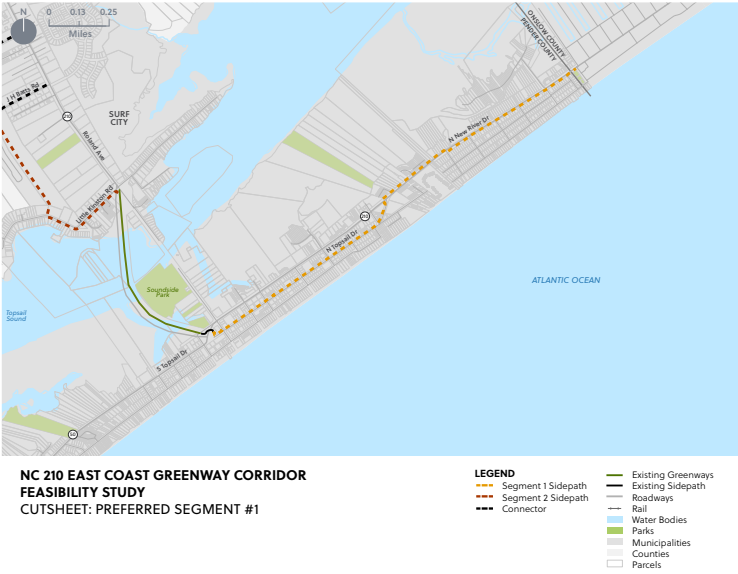 N
0 0.13 0.25
Miles
ONSLOW COUNTY
PENDER COUNTY
J H Batts Rd
210
SURF
CITY
Roland Ave
N New River Dr
Little Kinston Rd
210
N Topsail Dr
ATLANTIC OCEAN
Soundside
Park
Topsail
Sound
S Topsail Dr
50
NC 210 EAST COAST GREENWAY CORRIDOR
FEASIBILITY STUDY
CUTSHEET: PREFERRED SEGMENT #1
LEGEND
Segment 1 Sidepath
Segment 2 Sidepath
Connector
Existing Greenways
Existing Sidepath
Roadways
Rail
Water Bodies
Parks
Municipalities
Counties
Parcels